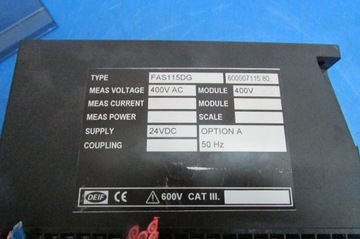 TYPE FAS115DG 600007115.80
MEAS VOLTAGE 400V AC MODULE 400V
MEAS CURRENT MODULE
MEAS POWER SCALE
SUPPLY 24VDC OPTION A
COUPLING 50 Hz
DEIF CE 600V CAT III.